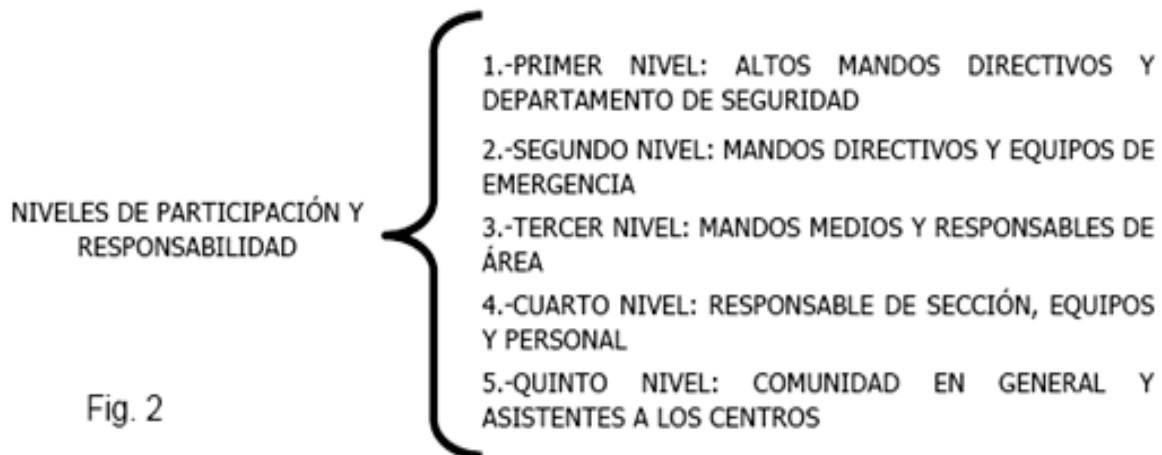 NIVELES DE PARTICIPACIÓN Y
RESPONSABILIDAD
1.-PRIMER NIVEL: ALTOS MANDOS DIRECTIVOS Y
DEPARTAMENTO DE SEGURIDAD
2.-SEGUNDO NIVEL: MANDOS DIRECTIVOS Y EQUIPOS DE
EMERGENCIA
3.-TERCER NIVEL: MANDOS MEDIOS Y RESPONSABLES DE
ÁREA
4.-CUARTO NIVEL: RESPONSABLE DE SECCIÓN, EQUIPOS
Y PERSONAL
5.-QUINTO NIVEL: COMUNIDAD EN GENERAL Y
ASISTENTES A LOS CENTROS
Fig. 2